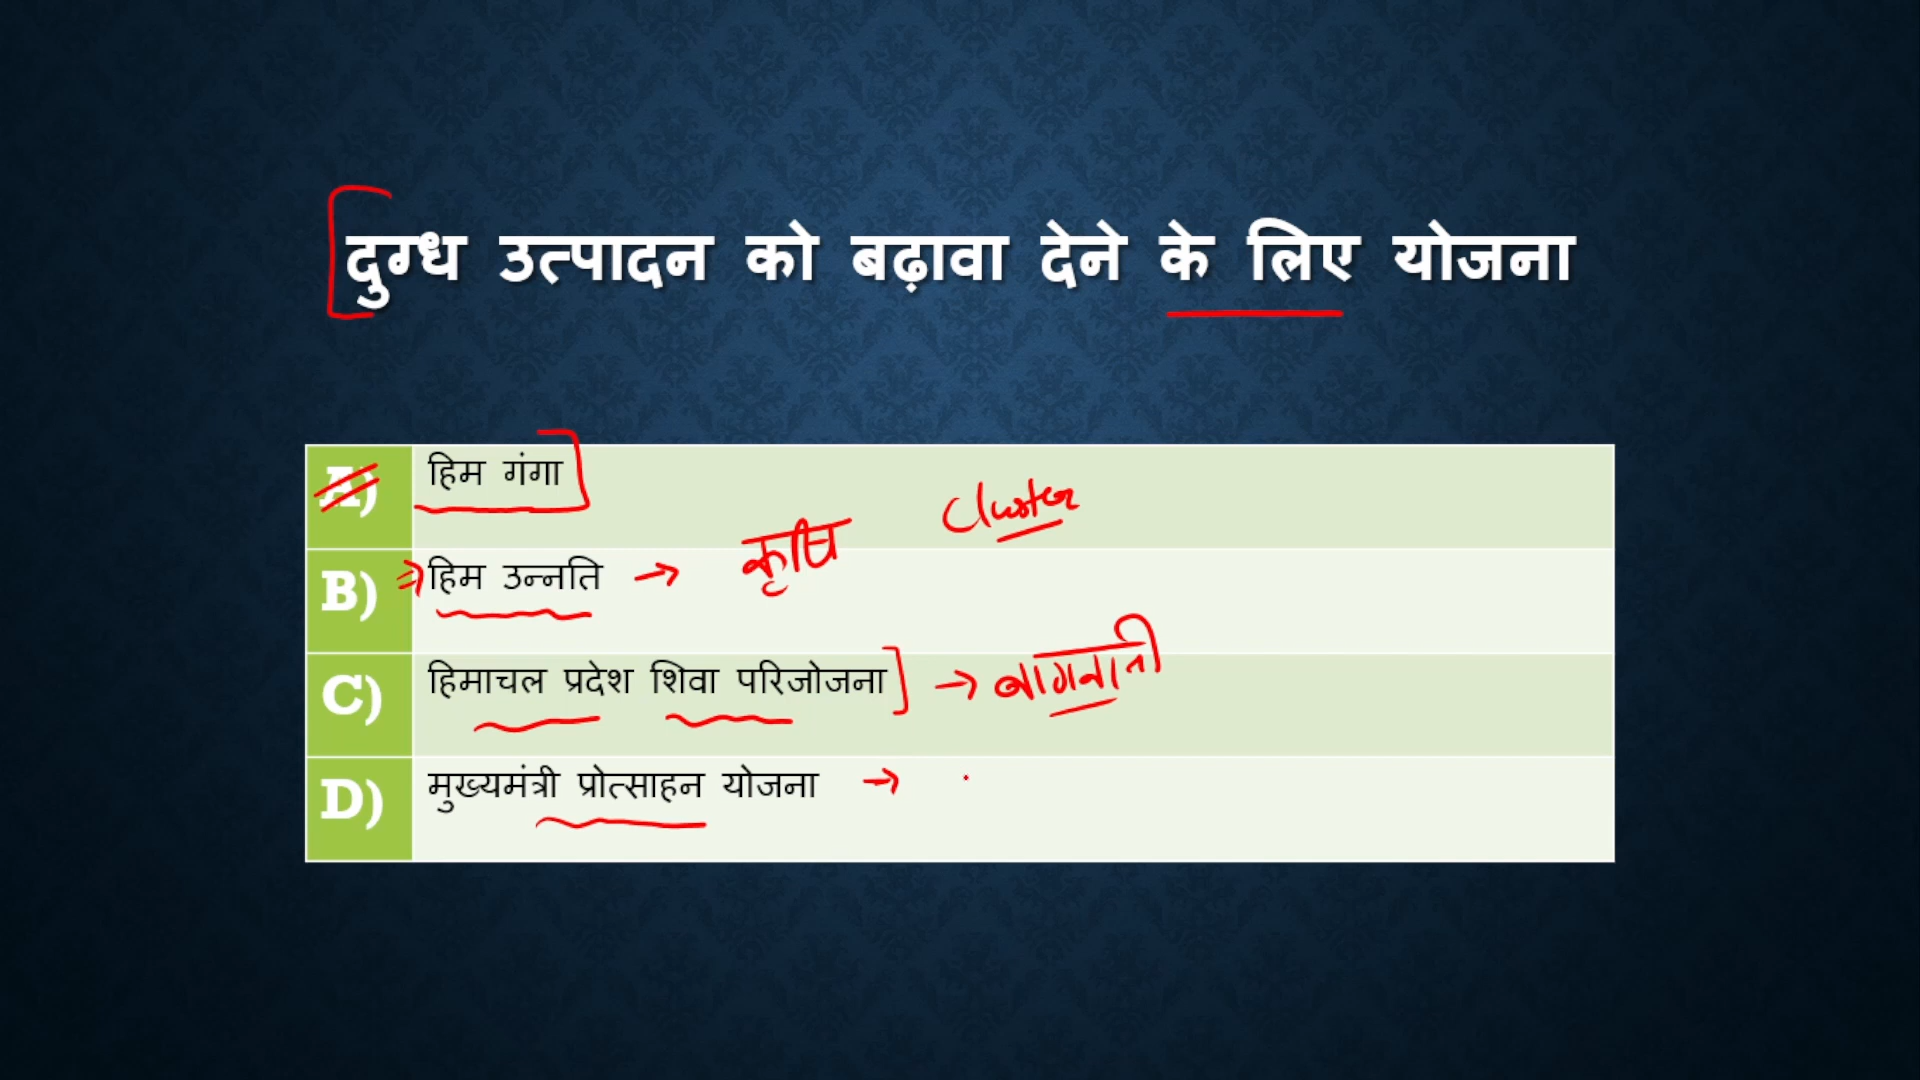 दुग्ध उत्पादन को बढ़ावा देने के लिए योजना
A) हिम गंगा
Cluster
B) हिम उन्नति → कृषि
C) हिमाचल प्रदेश शिवा परिजोजना → बागवानी
D) मुख्यमंत्री प्रोत्साहन योजना →